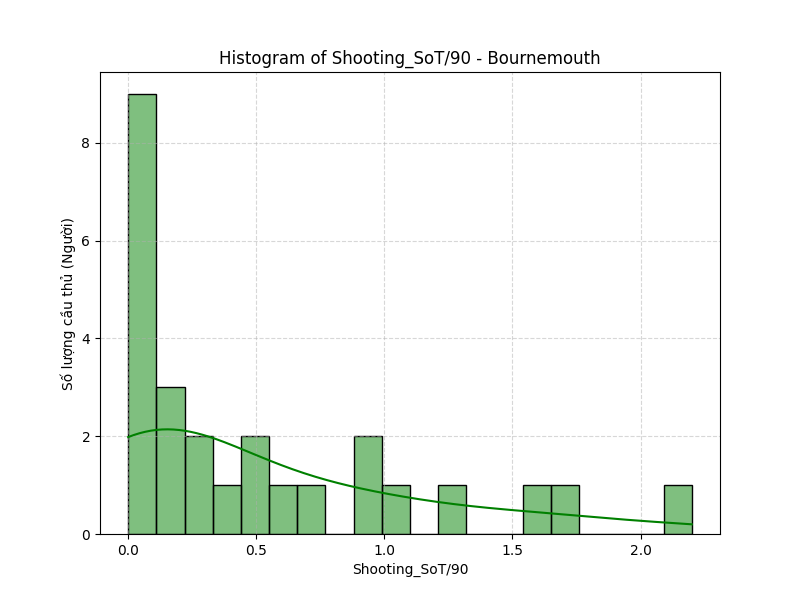 Histogram of Shooting_SoT/90 - Bournemouth
Số lượng cầu thủ (Người)
8
6
4
2
0
0.0 0.5 1.0 1.5 2.0
Shooting_SoT/90